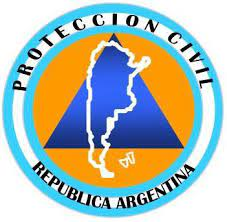 PROTECCION CIVIL
REPUBLICA ARGENTINA